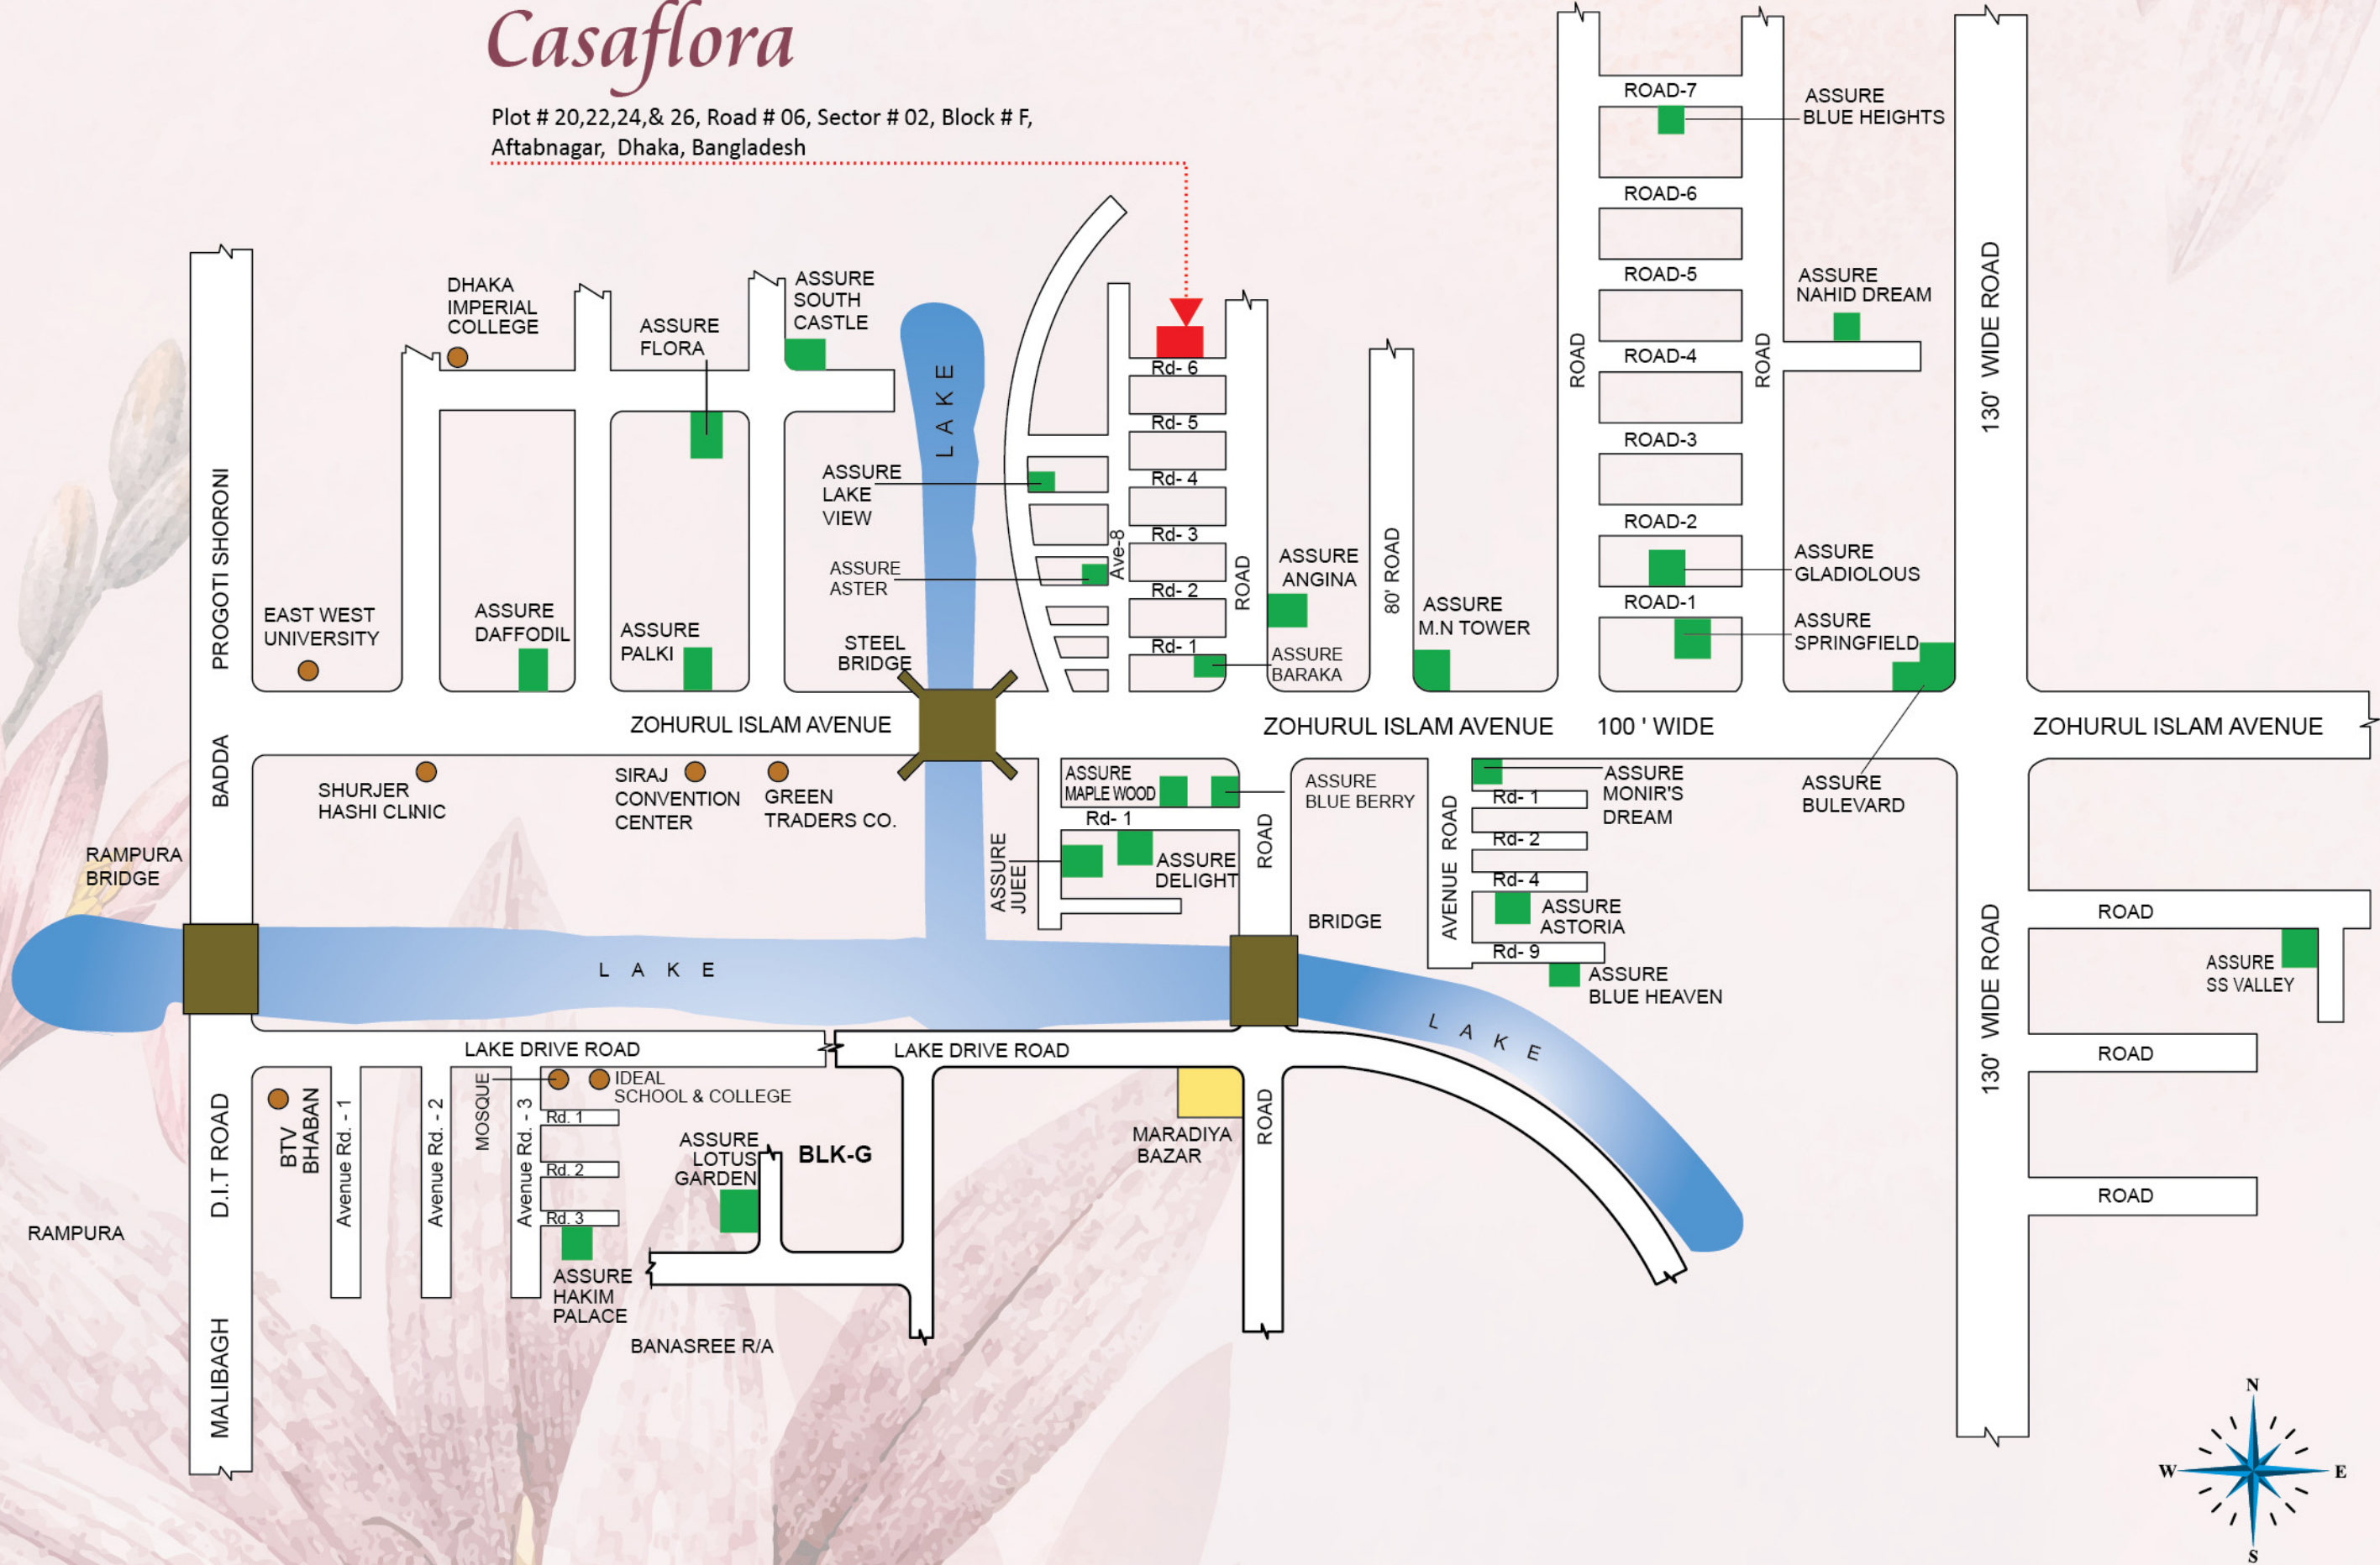 Casaflora
Plot # 20,22,24,& 26, Road # 06, Sector # 02, Block # F,
Aftabnagar, Dhaka, Bangladesh
ROAD-7
ASSURE
BLUE HEIGHTS
ROAD-6
ROAD-5
ROAD-4
ROAD-3
ROAD-2
ROAD-1
ROAD
ROAD
130' WIDE ROAD
ASSURE
NAHID DREAM
ASSURE
GLADIOLOUS
ASSURE
SPRINGFIELD
DHAKA
IMPERIAL
COLLEGE
ASSURE
FLORA
ASSURE
SOUTH
CASTLE
LAKE
Rd- 6
Rd- 5
Rd- 4
Rd- 3
Rd- 2
Rd- 1
Ave-8
ROAD
80' ROAD
ASSURE
LAKE
VIEW
ASSURE
ASTER
ASSURE
ANGINA
ASSURE
BARAKA
ASSURE
M.N TOWER
PROGOTI SHORONI
EAST WEST
UNIVERSITY
ASSURE
DAFFODIL
ASSURE
PALKI
STEEL
BRIDGE
ZOHURUL ISLAM AVENUE
ZOHURUL ISLAM AVENUE
100 ' WIDE
ZOHURUL ISLAM AVENUE
BADDA
SHURJER
HASHI CLINIC
SIRAJ
CONVENTION
CENTER
GREEN
TRADERS CO.
ASSURE
MAPLE WOOD
ASSURE
BLUE BERRY
Rd- 1
ASSURE
JUEE
ASSURE
DELIGHT
ROAD
BRIDGE
AVENUE ROAD
ASSURE
MONIR'S
DREAM
Rd- 1
Rd- 2
Rd- 4
ASSURE
ASTORIA
Rd- 9
ASSURE
BLUE HEAVEN
ASSURE
BULEVARD
RAMPURA
BRIDGE
LAKE
LAKE
130' WIDE ROAD
ROAD
ASSURE
SS VALLEY
ROAD
ROAD
LAKE DRIVE ROAD
LAKE DRIVE ROAD
D.I.T ROAD
BTV
BHABAN
Avenue Rd. - 1
Avenue Rd. - 2
MOSQUE
Avenue Rd. - 3
IDEAL
SCHOOL & COLLEGE
Rd. 1
Rd. 2
Rd. 3
ASSURE
LOTUS
GARDEN
BLK-G
MARADIYA
BAZAR
ROAD
RAMPURA
ASSURE
HAKIM
PALACE
BANASREE R/A
MALIBAGH
N
W
E
S